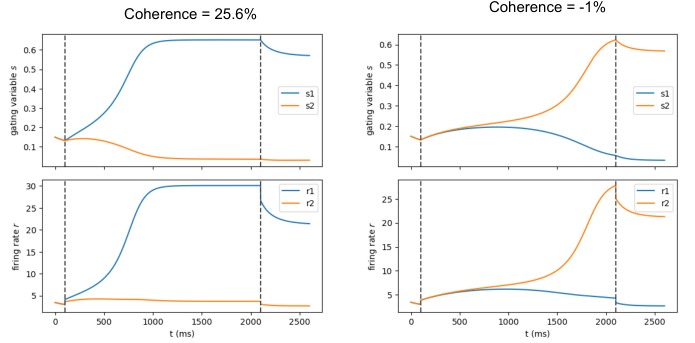 Coherence = 25.6%
Coherence = -1%
gating variable s
0.6
0.5
0.4
0.3
0.2
0.1
s1
s2
gating variable s
0.6
0.5
0.4
0.3
0.2
0.1
s1
s2
firing rate r
30
25
20
15
10
5
r1
r2
0 500 1000 1500 2000 2500
t (ms)
firing rate r
25
20
15
10
5
r1
r2
0 500 1000 1500 2000 2500
t (ms)